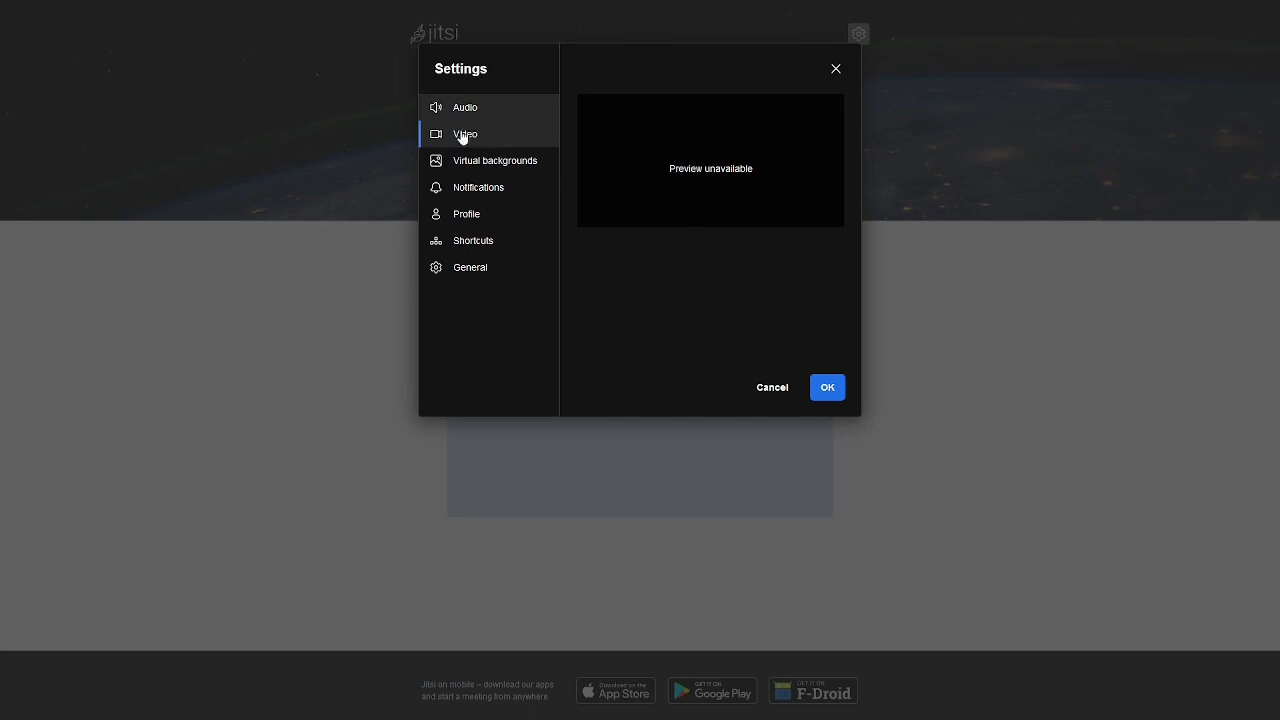 jitsi
Settings
Audio
Video
Virtual backgrounds
Notifications
Profile
Shortcuts
General
Preview unavailable
Cancel
OK
Jitsi on mobile – download our apps
and start a meeting from anywhere
Download on the
App Store
GET IT ON
Google Play
GET IT ON
F-Droid